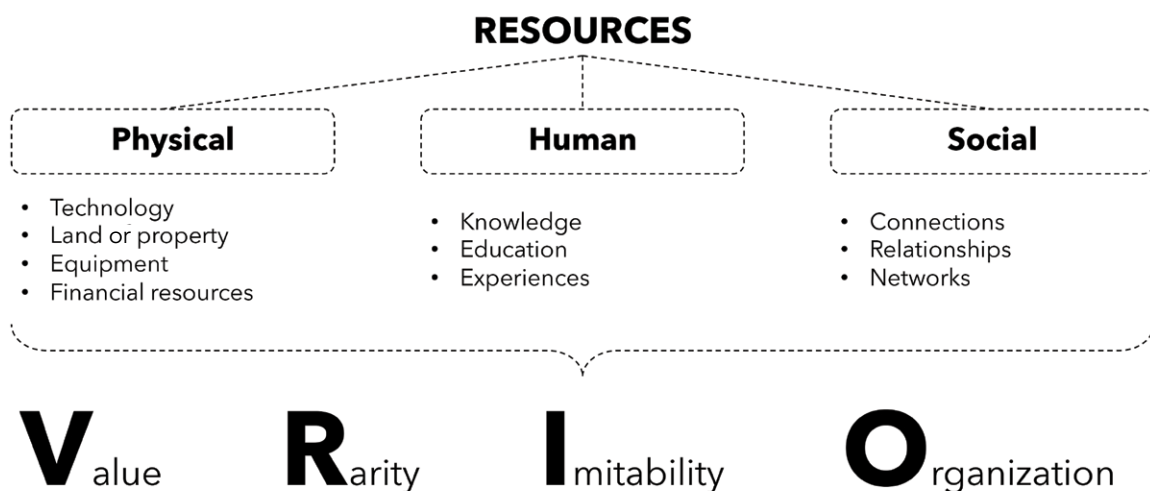 RESOURCES
Physical
• Technology
• Land or property
• Equipment
• Financial resources
Human
• Knowledge
• Education
• Experiences
Social
• Connections
• Relationships
• Networks
Value Rarity Imitability Organization